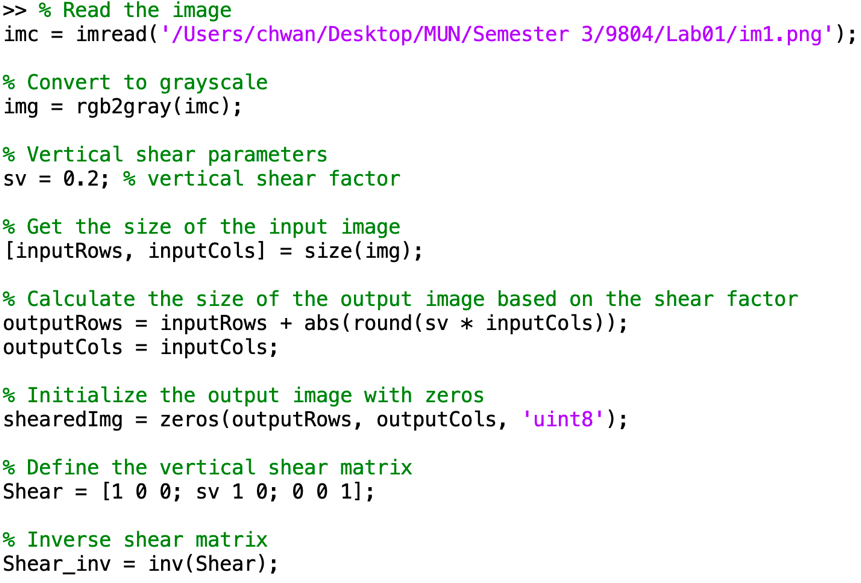 >> % Read the image
imc = imread('/Users/chwan/Desktop/MUN/Semester 3/9804/Lab01/im1.png');
% Convert to grayscale
img = rgb2gray(imc);
% Vertical shear parameters
sv = 0.2; % vertical shear factor
% Get the size of the input image
[inputRows, inputCols] = size(img);
% Calculate the size of the output image based on the shear factor
outputRows = inputRows + abs(round(sv * inputCols));
outputCols = inputCols;
% Initialize the output image with zeros
shearedImg = zeros(outputRows, outputCols, 'uint8');
% Define the vertical shear matrix
Shear = [1 0 0; sv 1 0; 0 0 1];
% Inverse shear matrix
Shear_inv = inv(Shear);